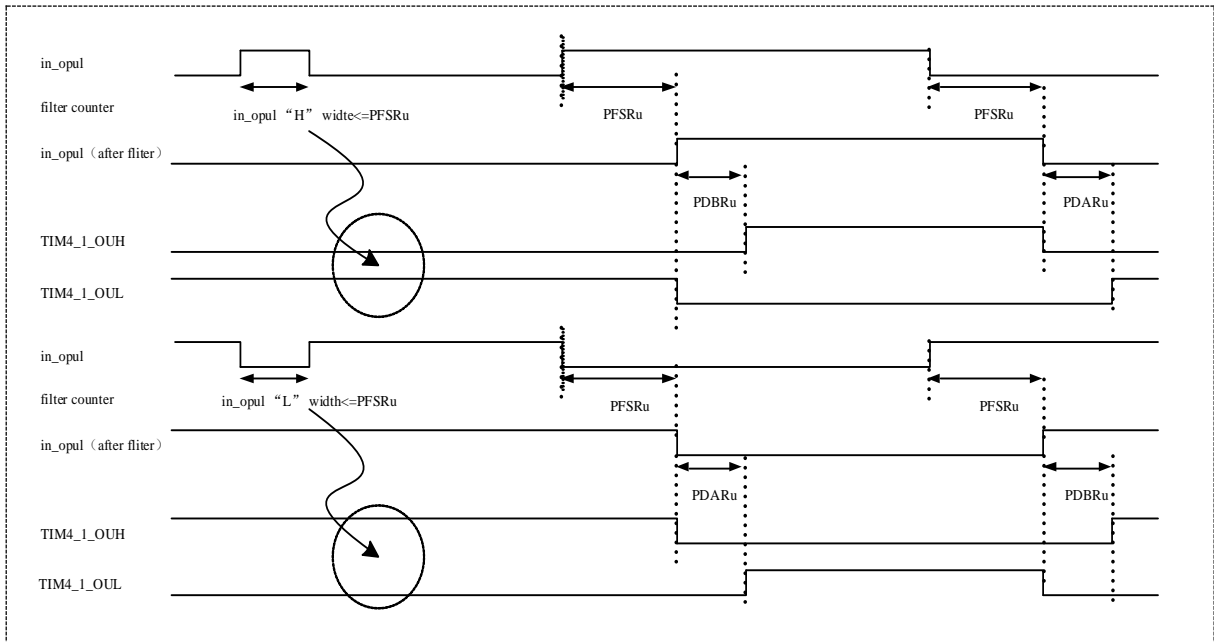 in_opul
filter counter
in_opul “H” widte<=PFSRu
PFSRu
PFSRu
in_opul（after fliter）
PDBRu
PDARu
TIM4_1_OUH
TIM4_1_OUL
in_opul
filter counter
in_opul “L” width<=PFSRu
PFSRu
PFSRu
in_opul（after fliter）
PDARu
PDBRu
TIM4_1_OUH
TIM4_1_OUL